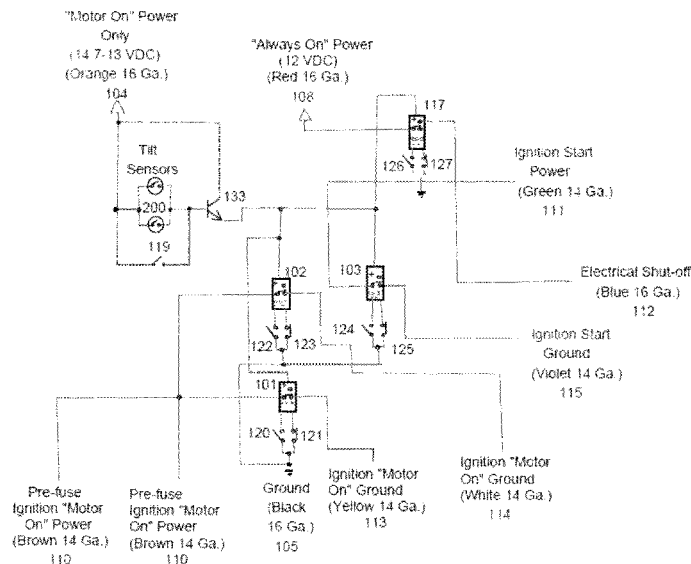 "Motor On" Power
Only
(14 7-13 VDC)
(Orange 16 Ga.)
104
"Always On" Power
(12 VDC)
(Red 16 Ga.)
108
117
Tilt
Sensors
200
133
119
126
127
Ignition Start
Power
(Green 14 Ga.)
111
102
103
Electrical Shut-off
(Blue 16 Ga.)
112
122
123
124
125
Ignition Start
Ground
(Violet 14 Ga.)
115
101
120
121
Pre-fuse
Ignition "Motor
On" Power
(Brown 14 Ga.)
110
Pre-fuse
Ignition "Motor
On" Power
(Brown 14 Ga.)
110
Ground
(Black
16 Ga.)
105
Ignition "Motor
On" Ground
(Yellow 14 Ga.)
113
Ignition "Motor
On" Ground
(White 14 Ga.)
114